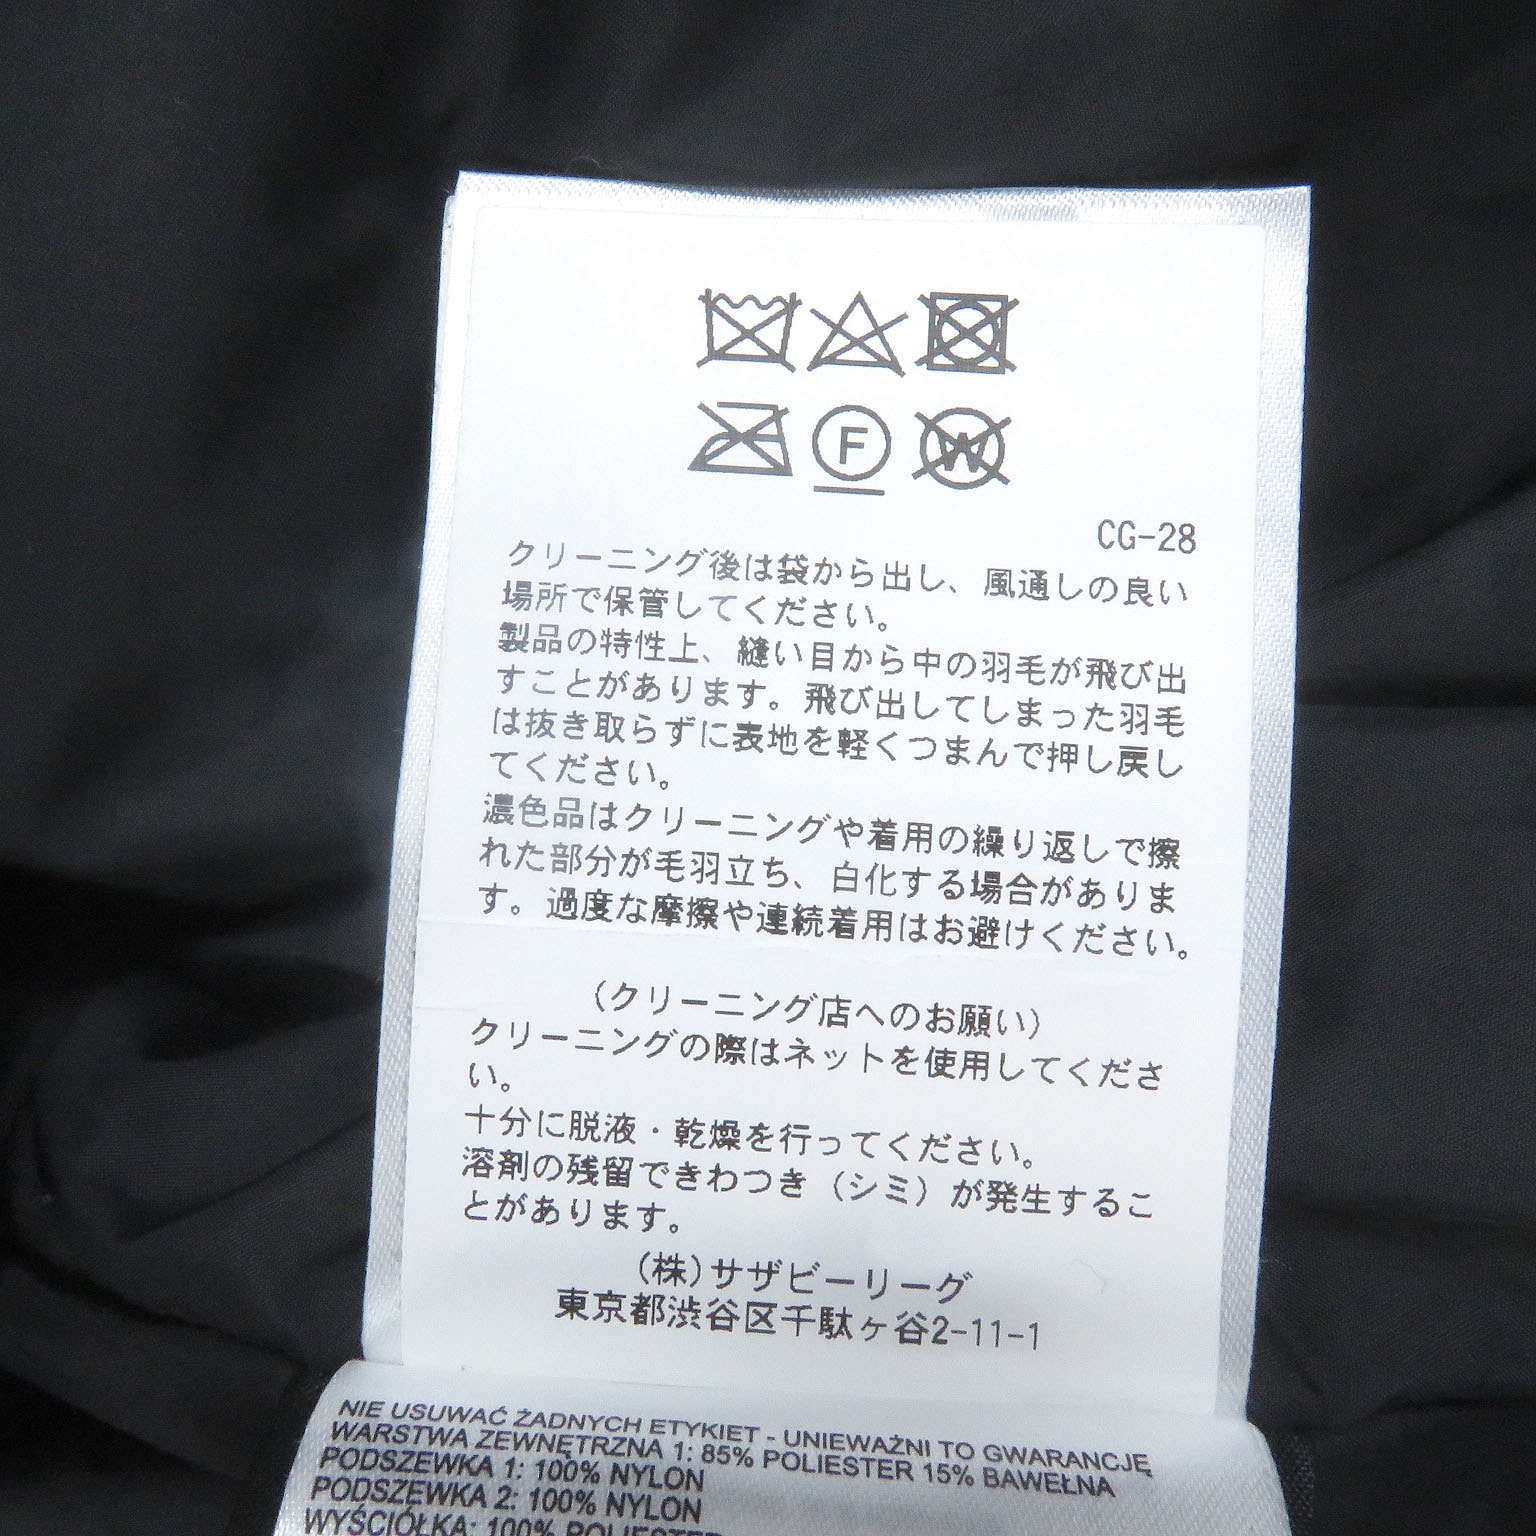 F
W
CG-28
クリーニング後は袋から出し、風通しの良い
場所で保管してください。
製品の特性上、縫い目から中の羽毛が飛び出
すことがあります。飛び出してしまった羽毛
は抜き取らずに表地を軽くつまんで押し戻し
てください。
濃色品はクリーニングや着用の繰り返しで擦
れた部分が毛羽立ち、白化する場合がありま
す。過度な摩擦や連続着用はお避けください。
(クリーニング店へのお願い)
クリーニングの際はネットを使用してくださ
い。
十分に脱液・乾燥を行ってください。
溶剤の残留できわつき（シミ）が発生するこ
とがあります。
(株)サザビーリーグ
東京都渋谷区千駄ヶ谷2-11-1
NIE USUWAĆ ŻADNYCH ETYKIET - UNIEWAŻNI TO GWARANCJĘ
WARSTWA ZEWNĘTRZNA 1: 85% POLIESTER 15% BAWEŁNA
PODSZEWKA 1: 100% NYLON
PODSZEWKA 2: 100% NYLON
WYŚCIÓŁKA: 100% POLIESTER